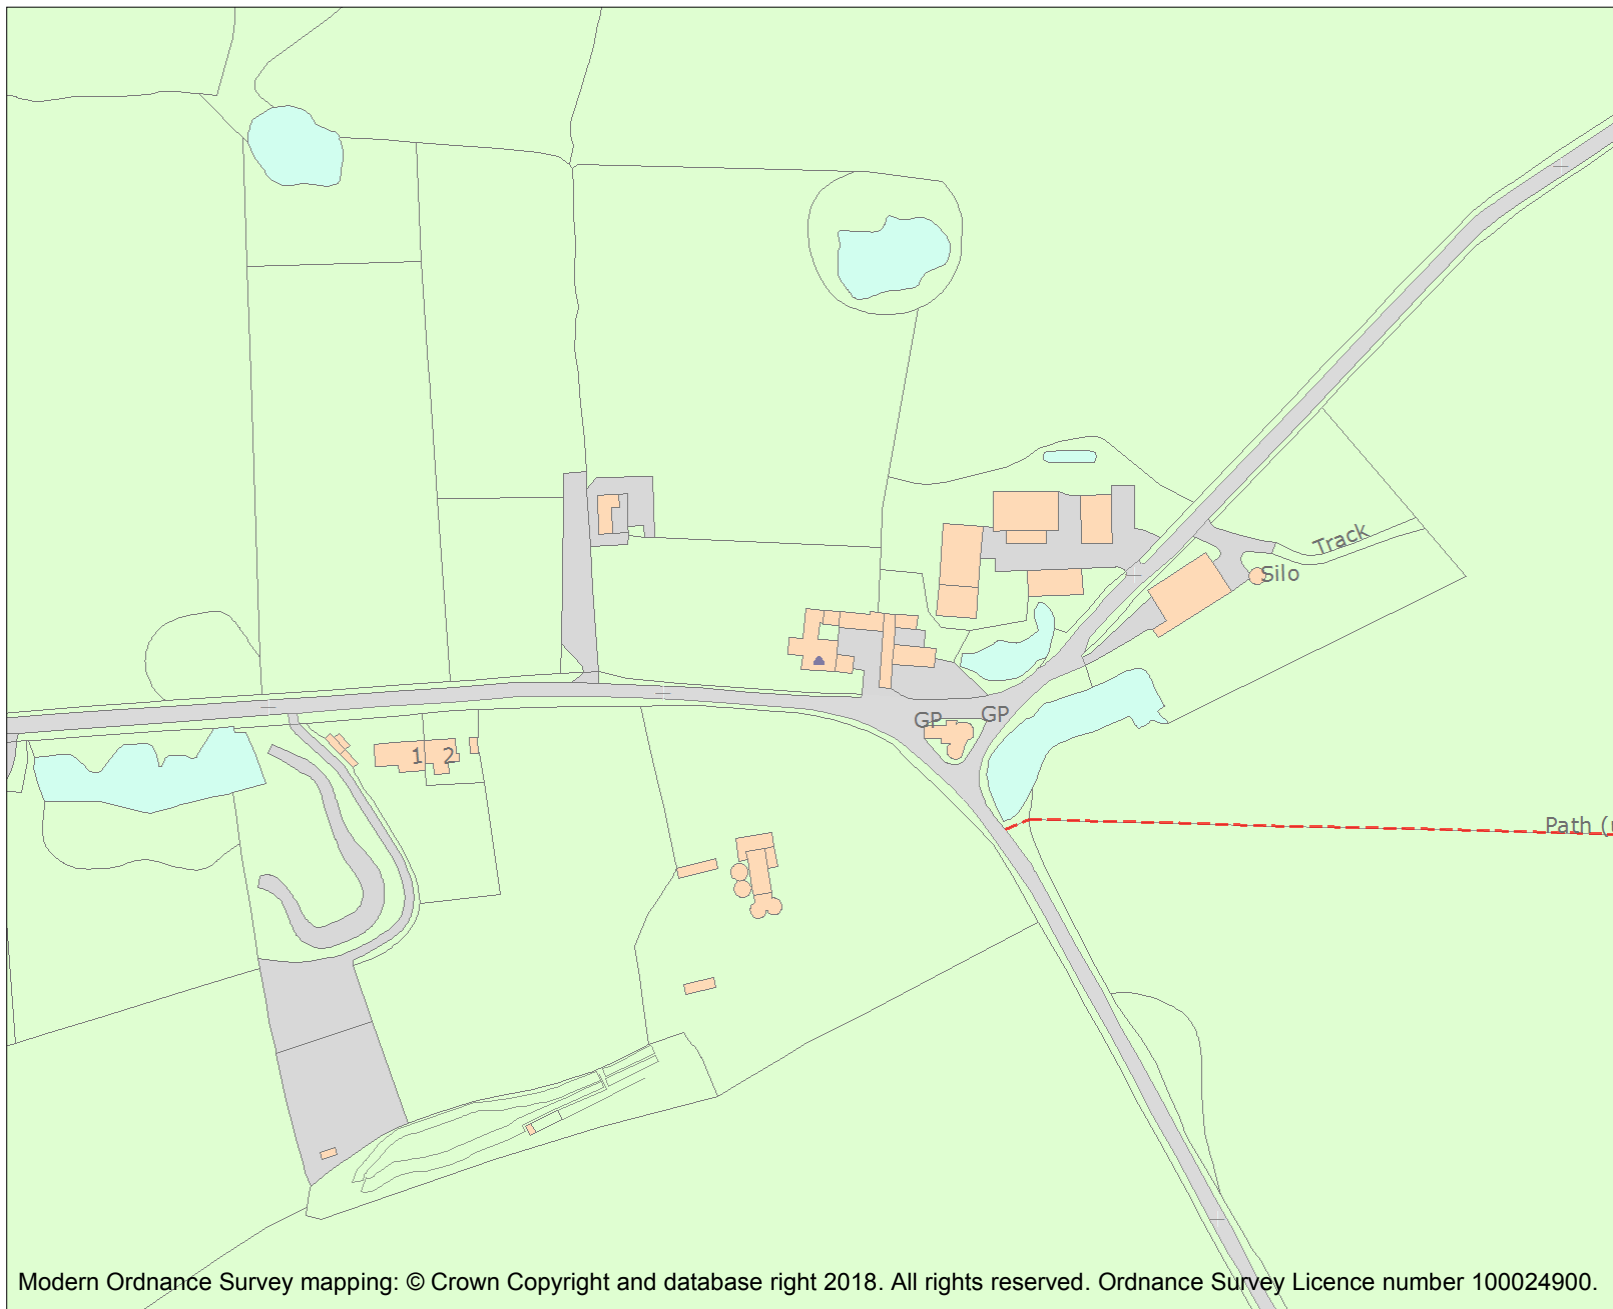 Track
Silo
GP
GP
1
2
Path (
Modern Ordnance Survey mapping: © Crown Copyright and database right 2018. All rights reserved. Ordnance Survey Licence number 100024900.